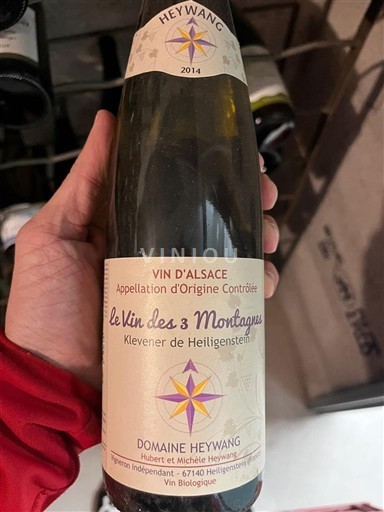 HEYWANG
2014
VINIOU
VIN D'ALSACE
Appellation d'Origine Contrôlée
Le Vin des 3 Montagnes
Klevener de Heiligenstein
DOMAINE HEYWANG
Hubert et Michèle Heywang
Vigneron Indépendant - 67140 Heiligenstein
Vin Biologique